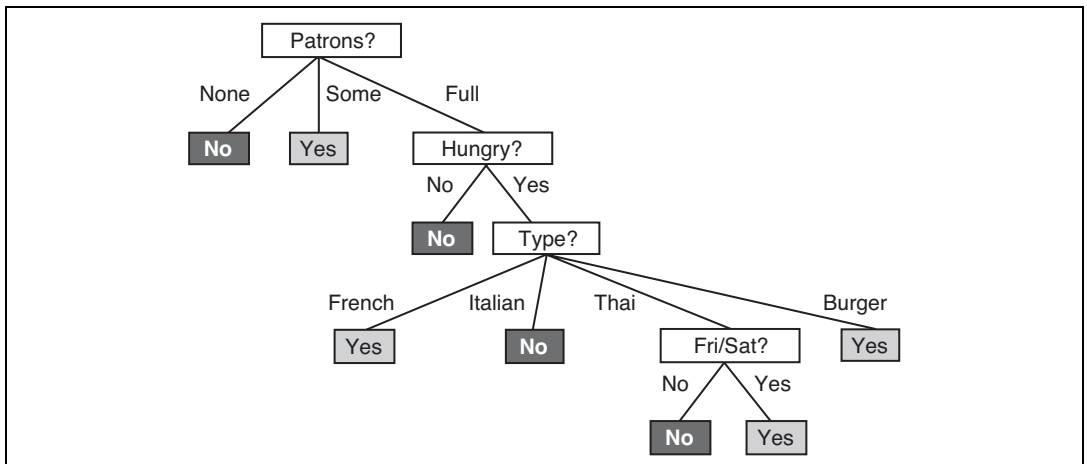 Patrons?
None Some Full
No Yes Hungry?
No Yes
No Type?
French Italian Thai Burger
Yes No Fri/Sat? Yes
No Yes
No Yes